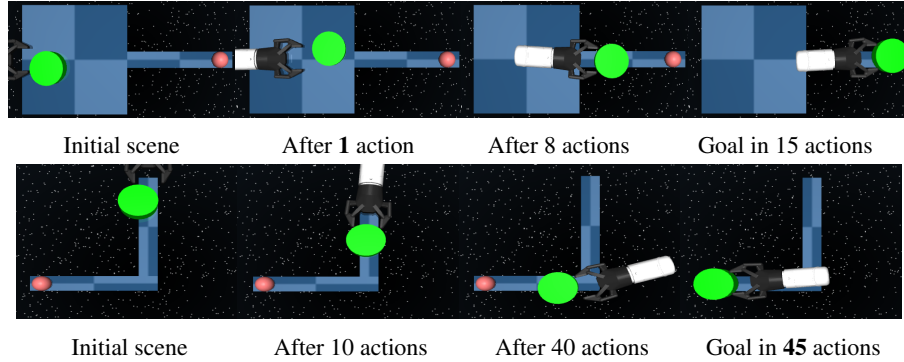 Initial scene After 1 action After 8 actions Goal in 15 actions
Initial scene After 10 actions After 40 actions Goal in 45 actions